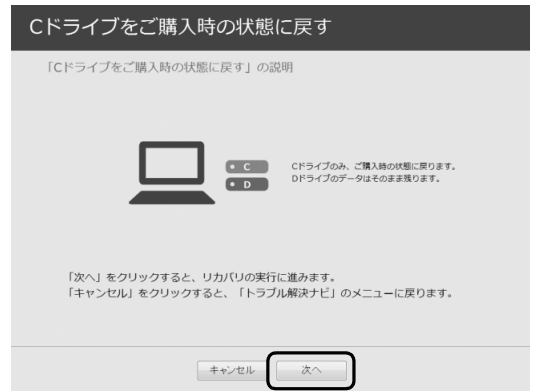 Cドライブをご購入時の状態に戻す
「Cドライブをご購入時の状態に戻す」の説明
C
D
Cドライブのみ、ご購入時の状態に戻ります。
Dドライブのデータはそのまま残ります。
「次へ」をクリックすると、リカバリの実行に進みます。
「キャンセル」をクリックすると、「トラブル解決ナビ」のメニューに戻ります。
キャンセル
次へ